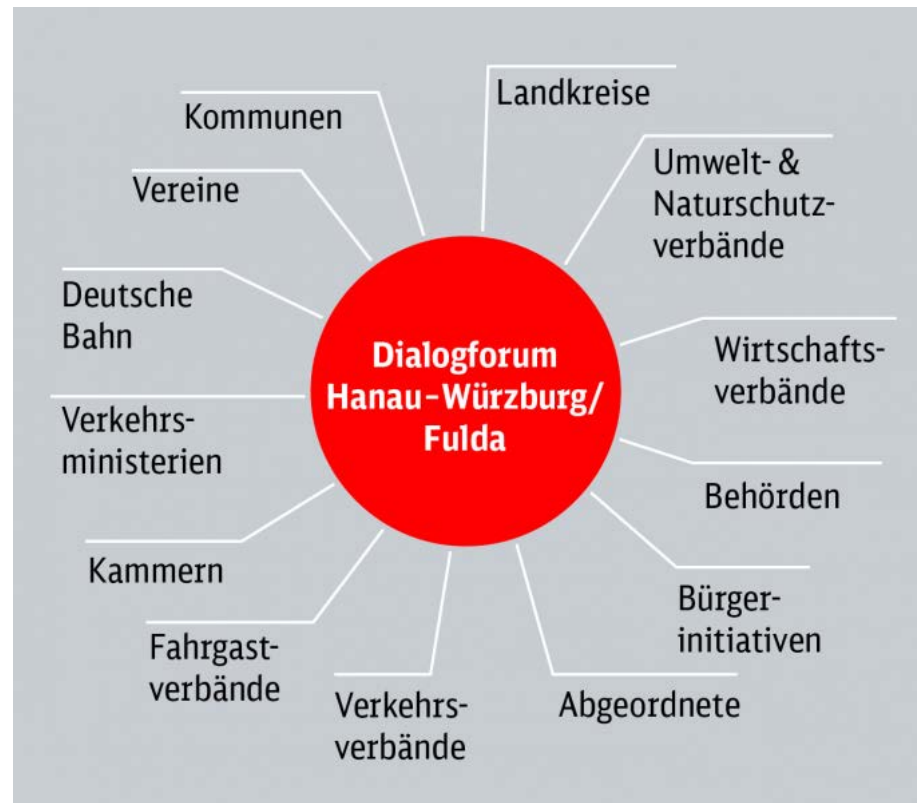 Landkreise
Kommunen
Umwelt- &
Naturschutz-
verbände
Vereine
Deutsche
Bahn
Wirtschafts-
verbände
Dialogforum
Hanau–Würzburg/
Fulda
Verkehrs-
ministerien
Behörden
Kammern
Bürger-
initiativen
Fahrgast-
verbände
Verkehrs-
verbände
Abgeordnete